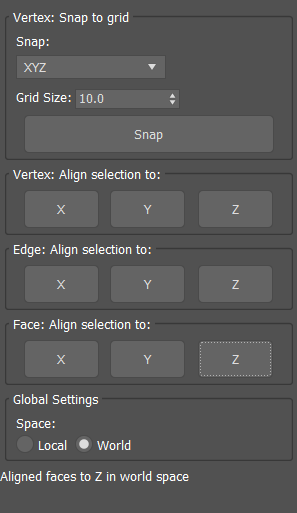 Vertex: Snap to grid
Snap:
XYZ
Grid Size: 10.0
Snap
Vertex: Align selection to:
X Y Z
Edge: Align selection to:
X Y Z
Face: Align selection to:
X Y Z
Global Settings
Space:
Local World
Aligned faces to Z in world space